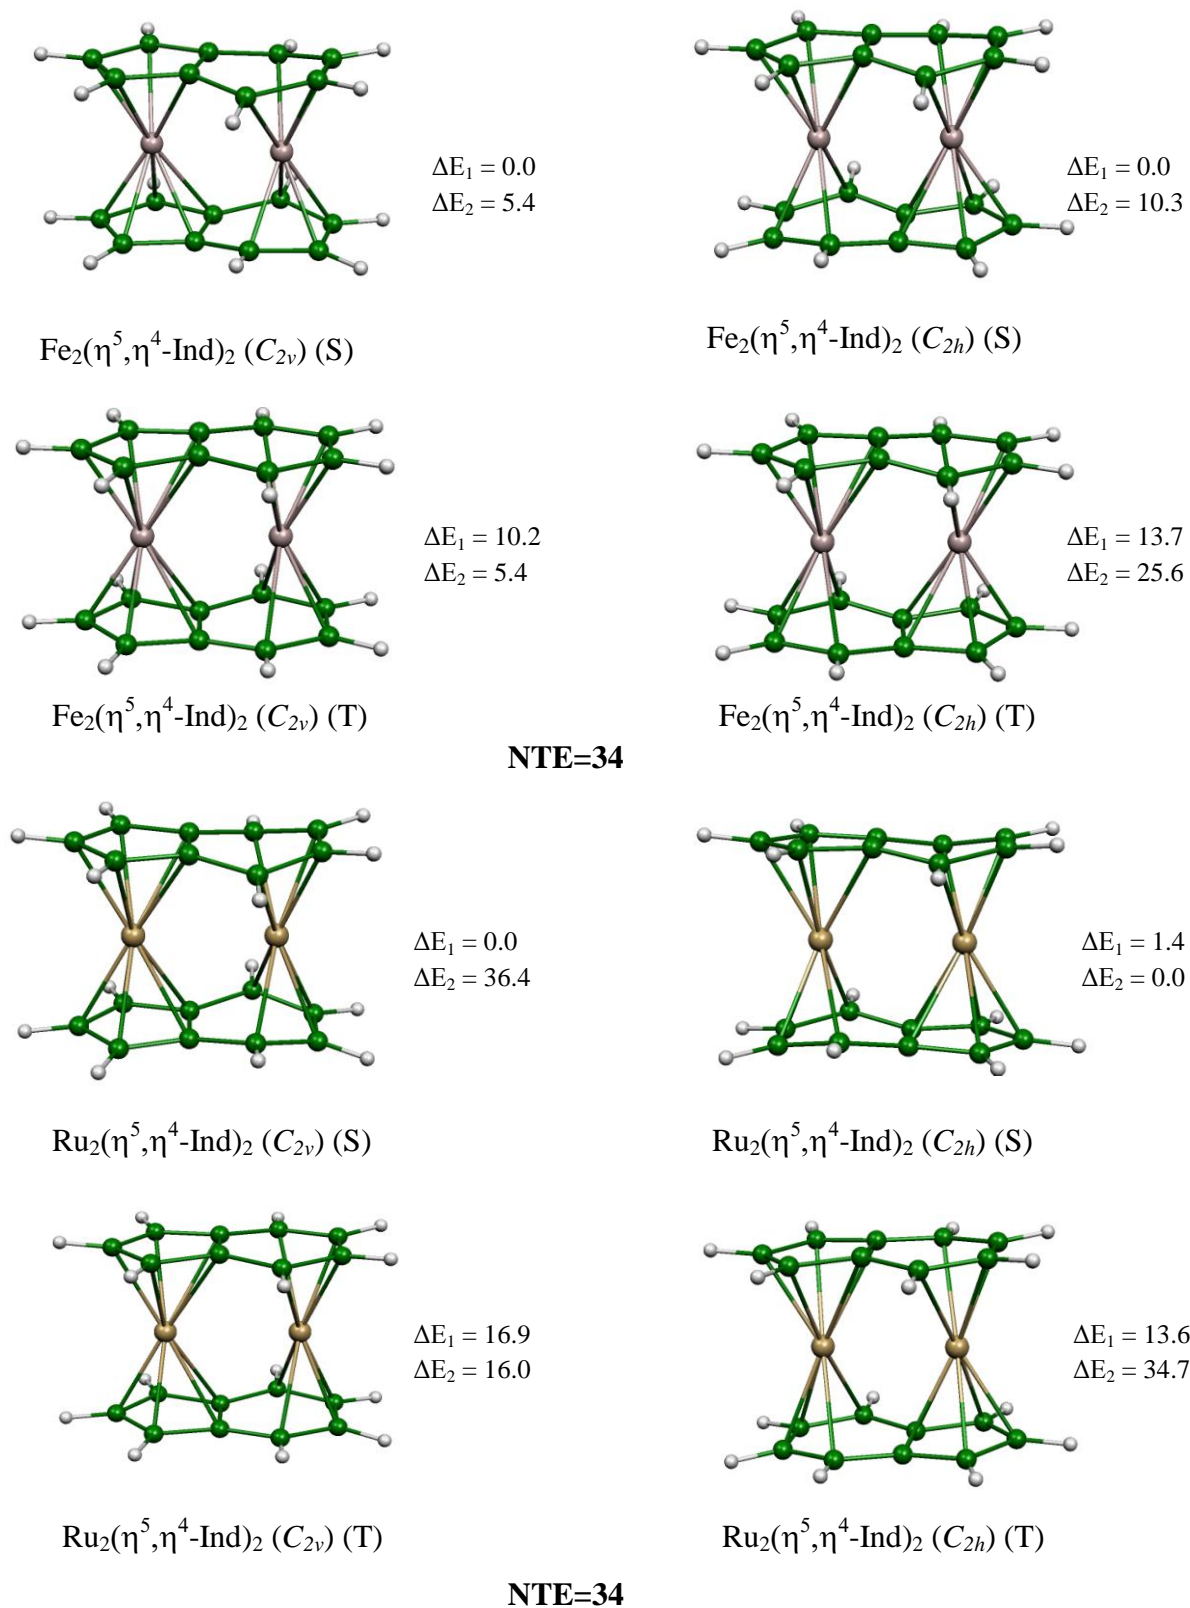 ΔE₁ = 0.0
ΔE₂ = 5.4
ΔE₁ = 0.0
ΔE₂ = 10.3
Fe₂(η⁵,η⁴-Ind)₂ (C₂ᵥ) (S)
Fe₂(η⁵,η⁴-Ind)₂ (C₂ₕ) (S)
ΔE₁ = 10.2
ΔE₂ = 5.4
ΔE₁ = 13.7
ΔE₂ = 25.6
Fe₂(η⁵,η⁴-Ind)₂ (C₂ᵥ) (T)
Fe₂(η⁵,η⁴-Ind)₂ (C₂ₕ) (T)
NTE=34
ΔE₁ = 0.0
ΔE₂ = 36.4
ΔE₁ = 1.4
ΔE₂ = 0.0
Ru₂(η⁵,η⁴-Ind)₂ (C₂ᵥ) (S)
Ru₂(η⁵,η⁴-Ind)₂ (C₂ₕ) (S)
ΔE₁ = 16.9
ΔE₂ = 16.0
ΔE₁ = 13.6
ΔE₂ = 34.7
Ru₂(η⁵,η⁴-Ind)₂ (C₂ᵥ) (T)
Ru₂(η⁵,η⁴-Ind)₂ (C₂ₕ) (T)
NTE=34